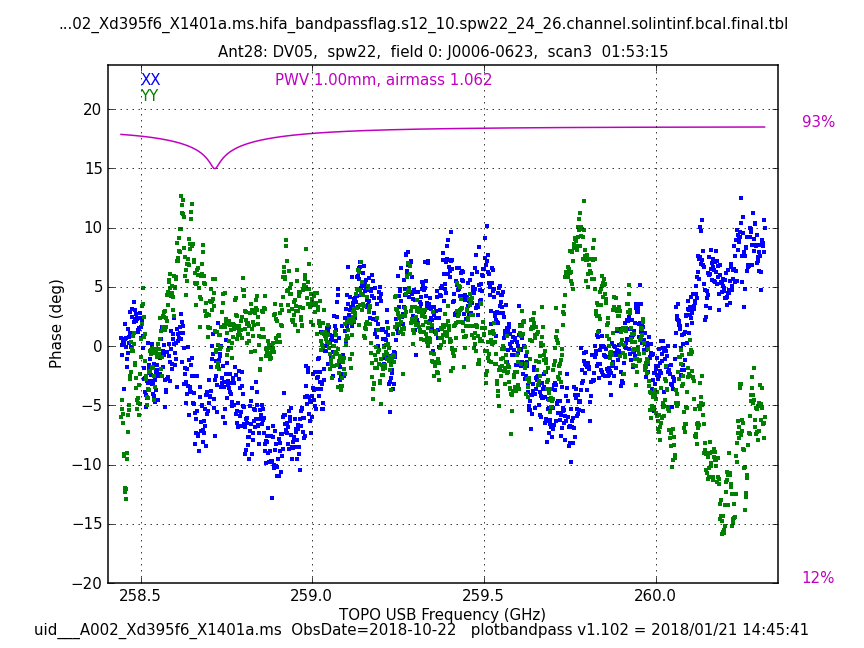 ...02_Xd395f6_X1401a.ms.hifa_bandpassflag.s12_10.spw22_24_26.channel.solintinf.bcal.final.tbl
Ant28: DV05,  spw22,  field 0: J0006-0623,  scan3  01:53:15
XX
PWV 1.00mm, airmass 1.062
YY
20
93%
15
10
5
0
−5
−10
−15
−20
12%
Phase (deg)
258.5
259.0
259.5
260.0
TOPO USB Frequency (GHz)
uid___A002_Xd395f6_X1401a.ms  ObsDate=2018-10-22   plotbandpass v1.102 = 2018/01/21 14:45:41